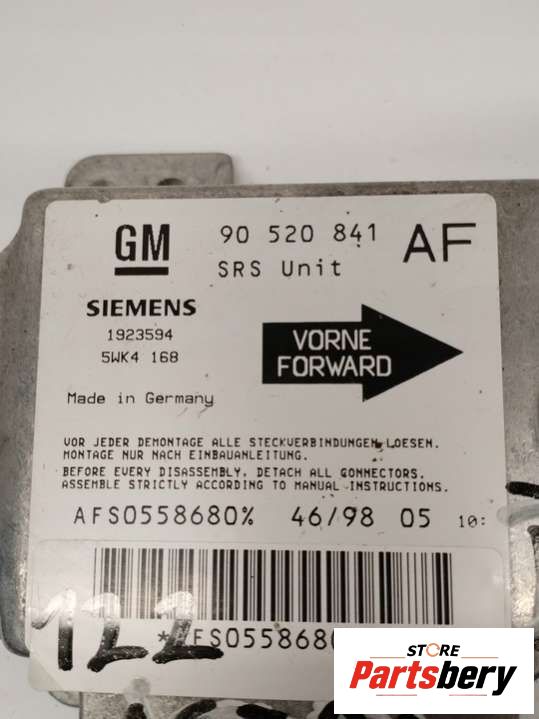 GM
90 520 841 AF
SRS Unit
SIEMENS
1923594
5WK4 168
VORNE
FORWARD
Made in Germany
VOR JEDER DEMONTAGE ALLE STECKVERBINDUNGEN LOESEN.
MONTAGE NUR NACH EINBAUANLEITUNG.
BEFORE EVERY DISASSEMBLY, DETACH ALL CONNECTORS.
ASSEMBLE STRICTLY ACCORDING TO MANUAL INSTRUCTIONS.
AFS0558680% 46/98 05 10:
122
FS055868
STORE
Partsbery